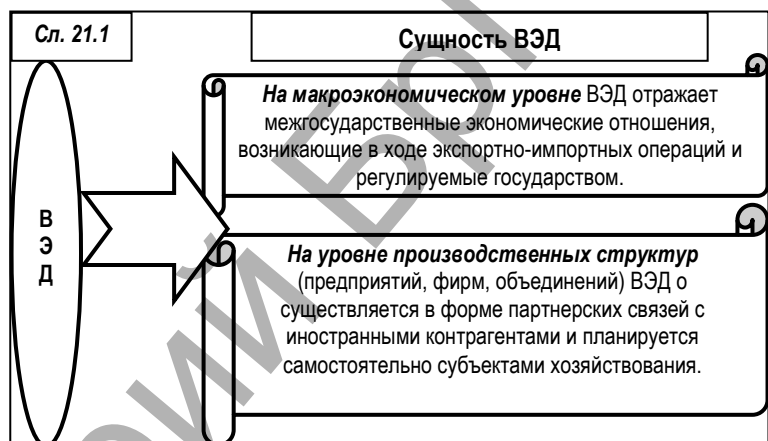 Сл. 21.1
Сущность ВЭД
В
Э
Д
На макроэкономическом уровне ВЭД отражает
межгосударственные экономические отношения,
возникающие в ходе экспортно-импортных операций и
регулируемые государством.
На уровне производственных структур
(предприятий, фирм, объединений) ВЭД о
существляется в форме партнерских связей с
иностранными контрагентами и планируется
самостоятельно субъектами хозяйствования.